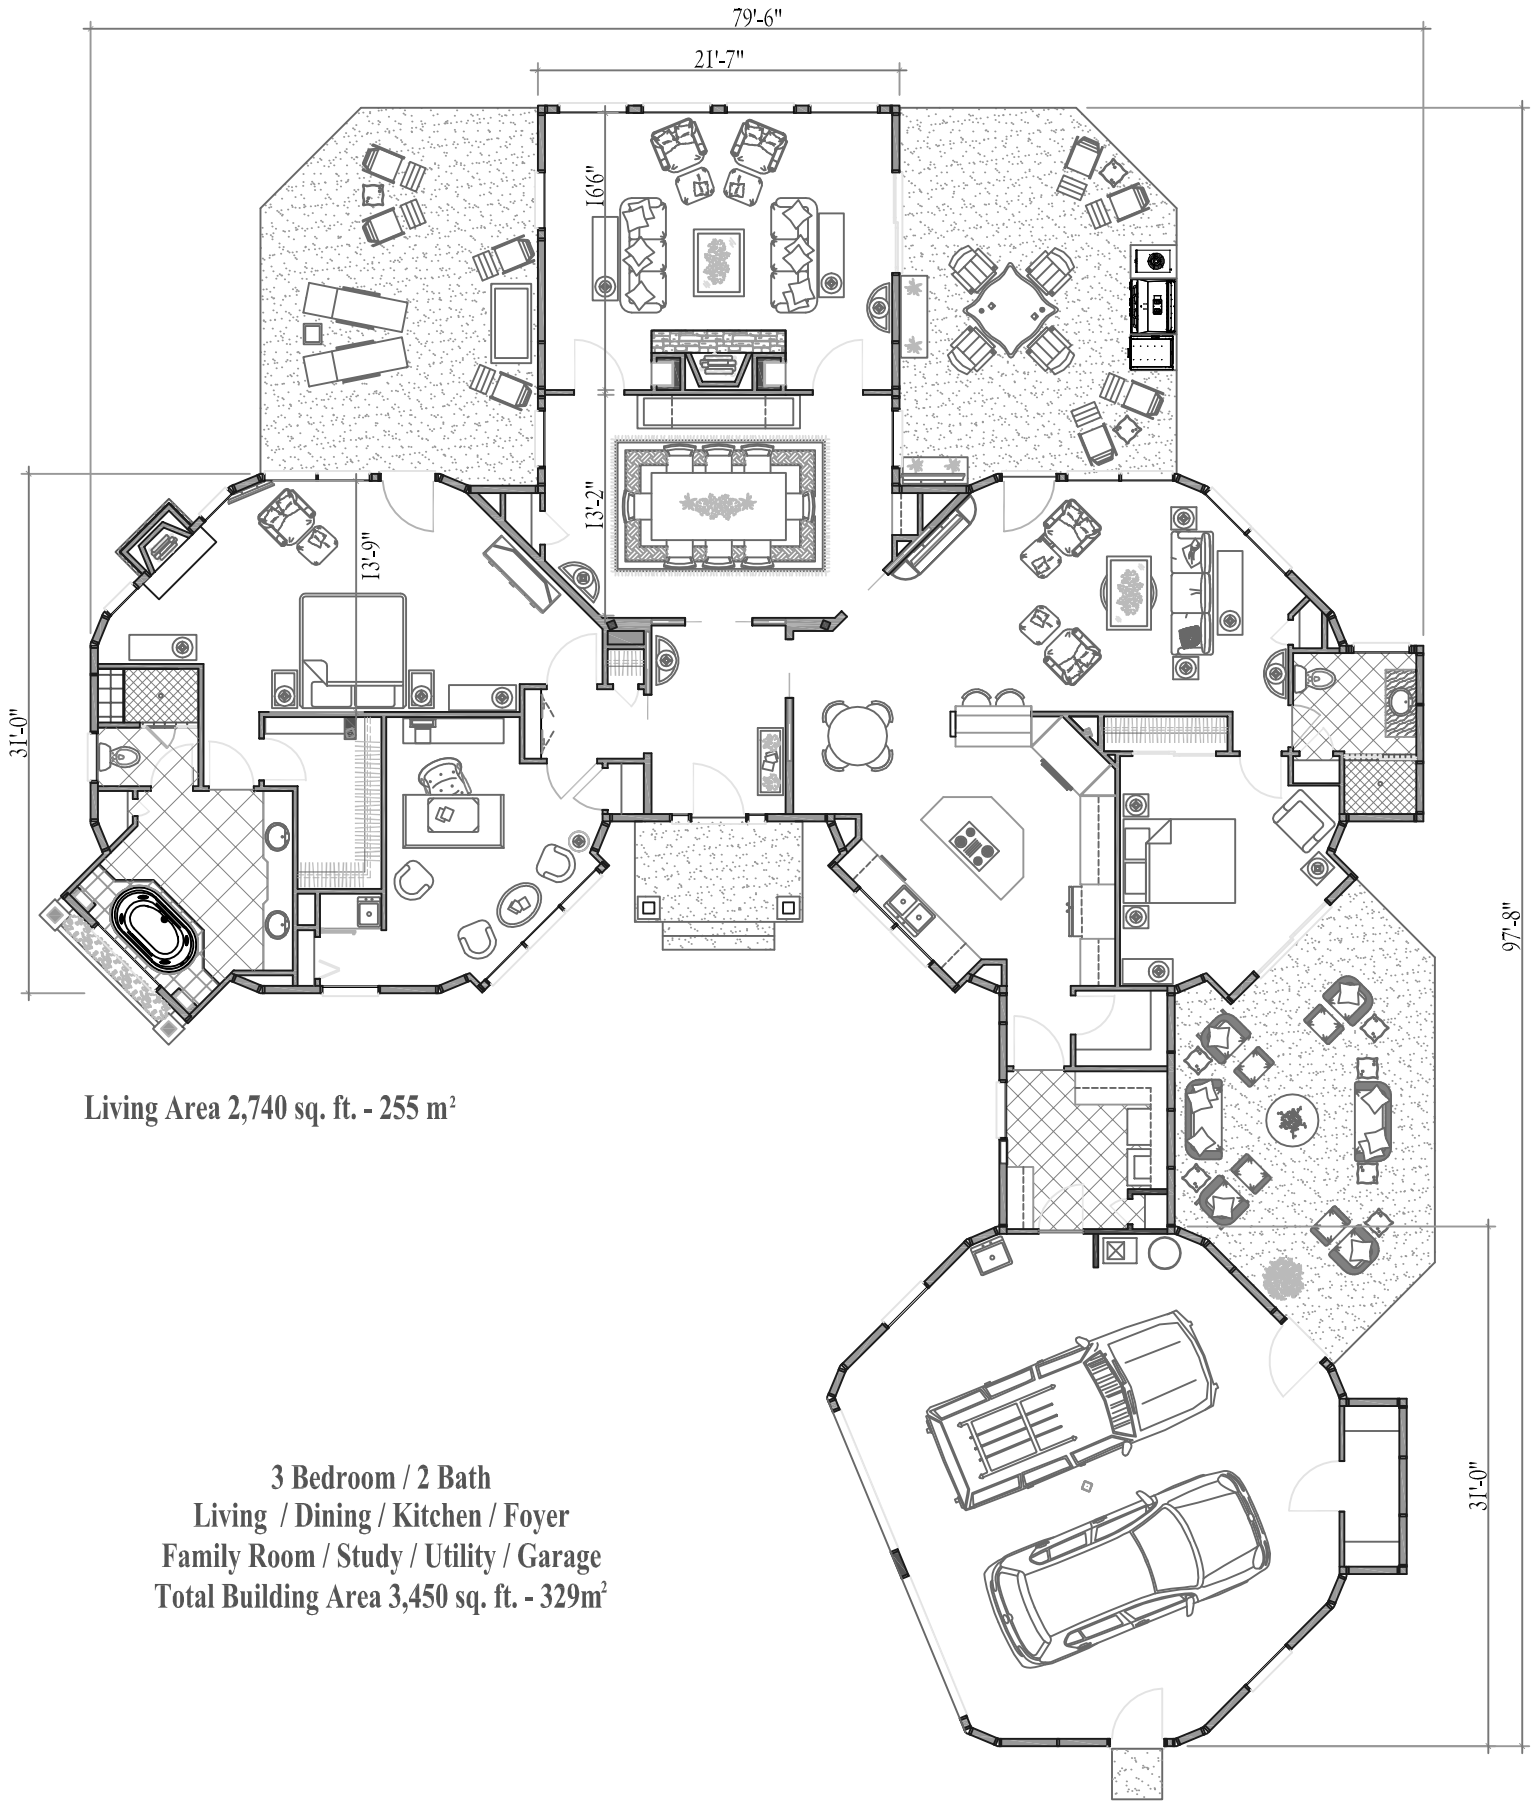 79'-6"
21'-7"
16'6"
13'-2"
13'-9"
31'-0"
97'-8"
Living Area 2,740 sq. ft. - 255 m²
31'-0"
3 Bedroom / 2 Bath
Living / Dining / Kitchen / Foyer
Family Room / Study / Utility / Garage
Total Building Area 3,450 sq. ft. - 329m²